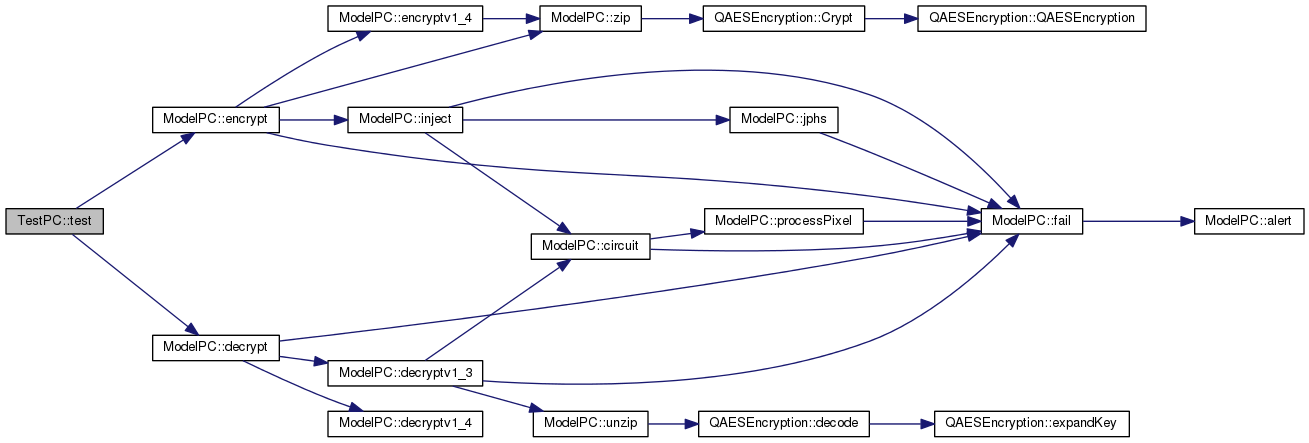 ModelPC::encryptv1_4
ModelPC::zip
QAESEncryption::Crypt
QAESEncryption::QAESEncryption
ModelPC::encrypt
ModelPC::inject
ModelPC::jphs
TestPC::test
ModelPC::processPixel
ModelPC::fail
ModelPC::alert
ModelPC::circuit
ModelPC::decrypt
ModelPC::decryptv1_3
ModelPC::decryptv1_4
ModelPC::unzip
QAESEncryption::decode
QAESEncryption::expandKey